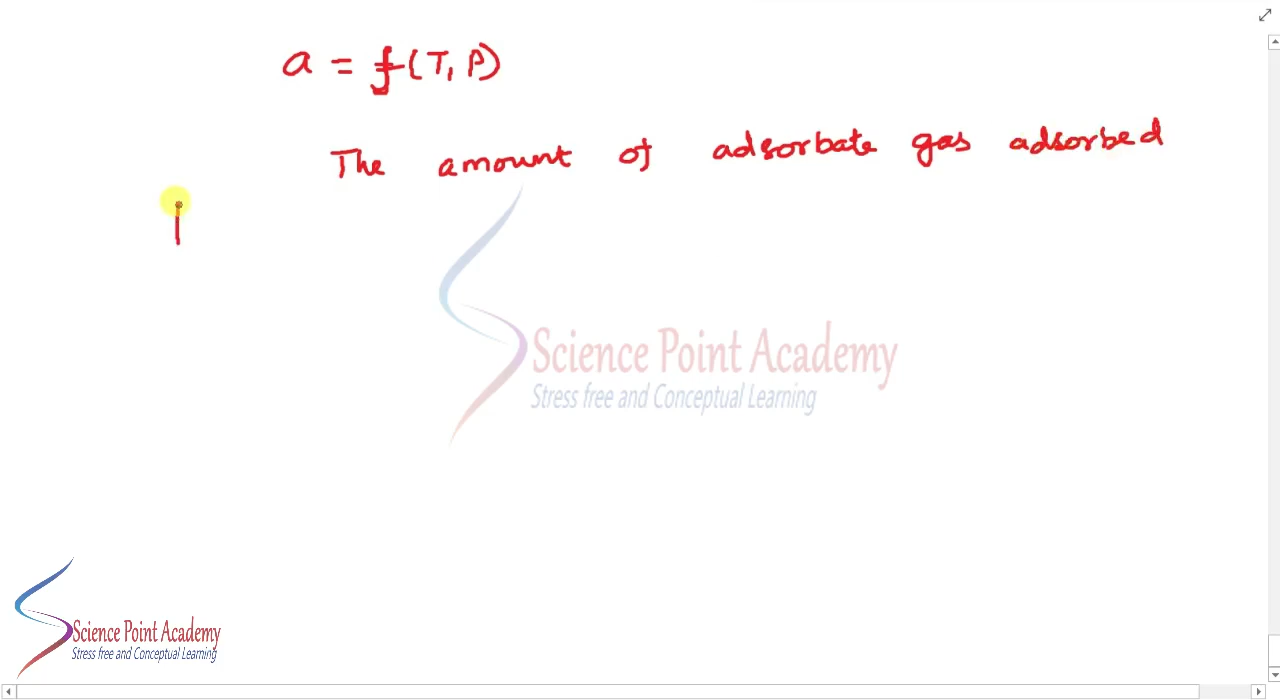 a = f(T, P)
The amount of adsorbate gas adsorbed
Science Point Academy
Stress free and Conceptual Learning
Science Point Academy
Stress free and Conceptual Learning